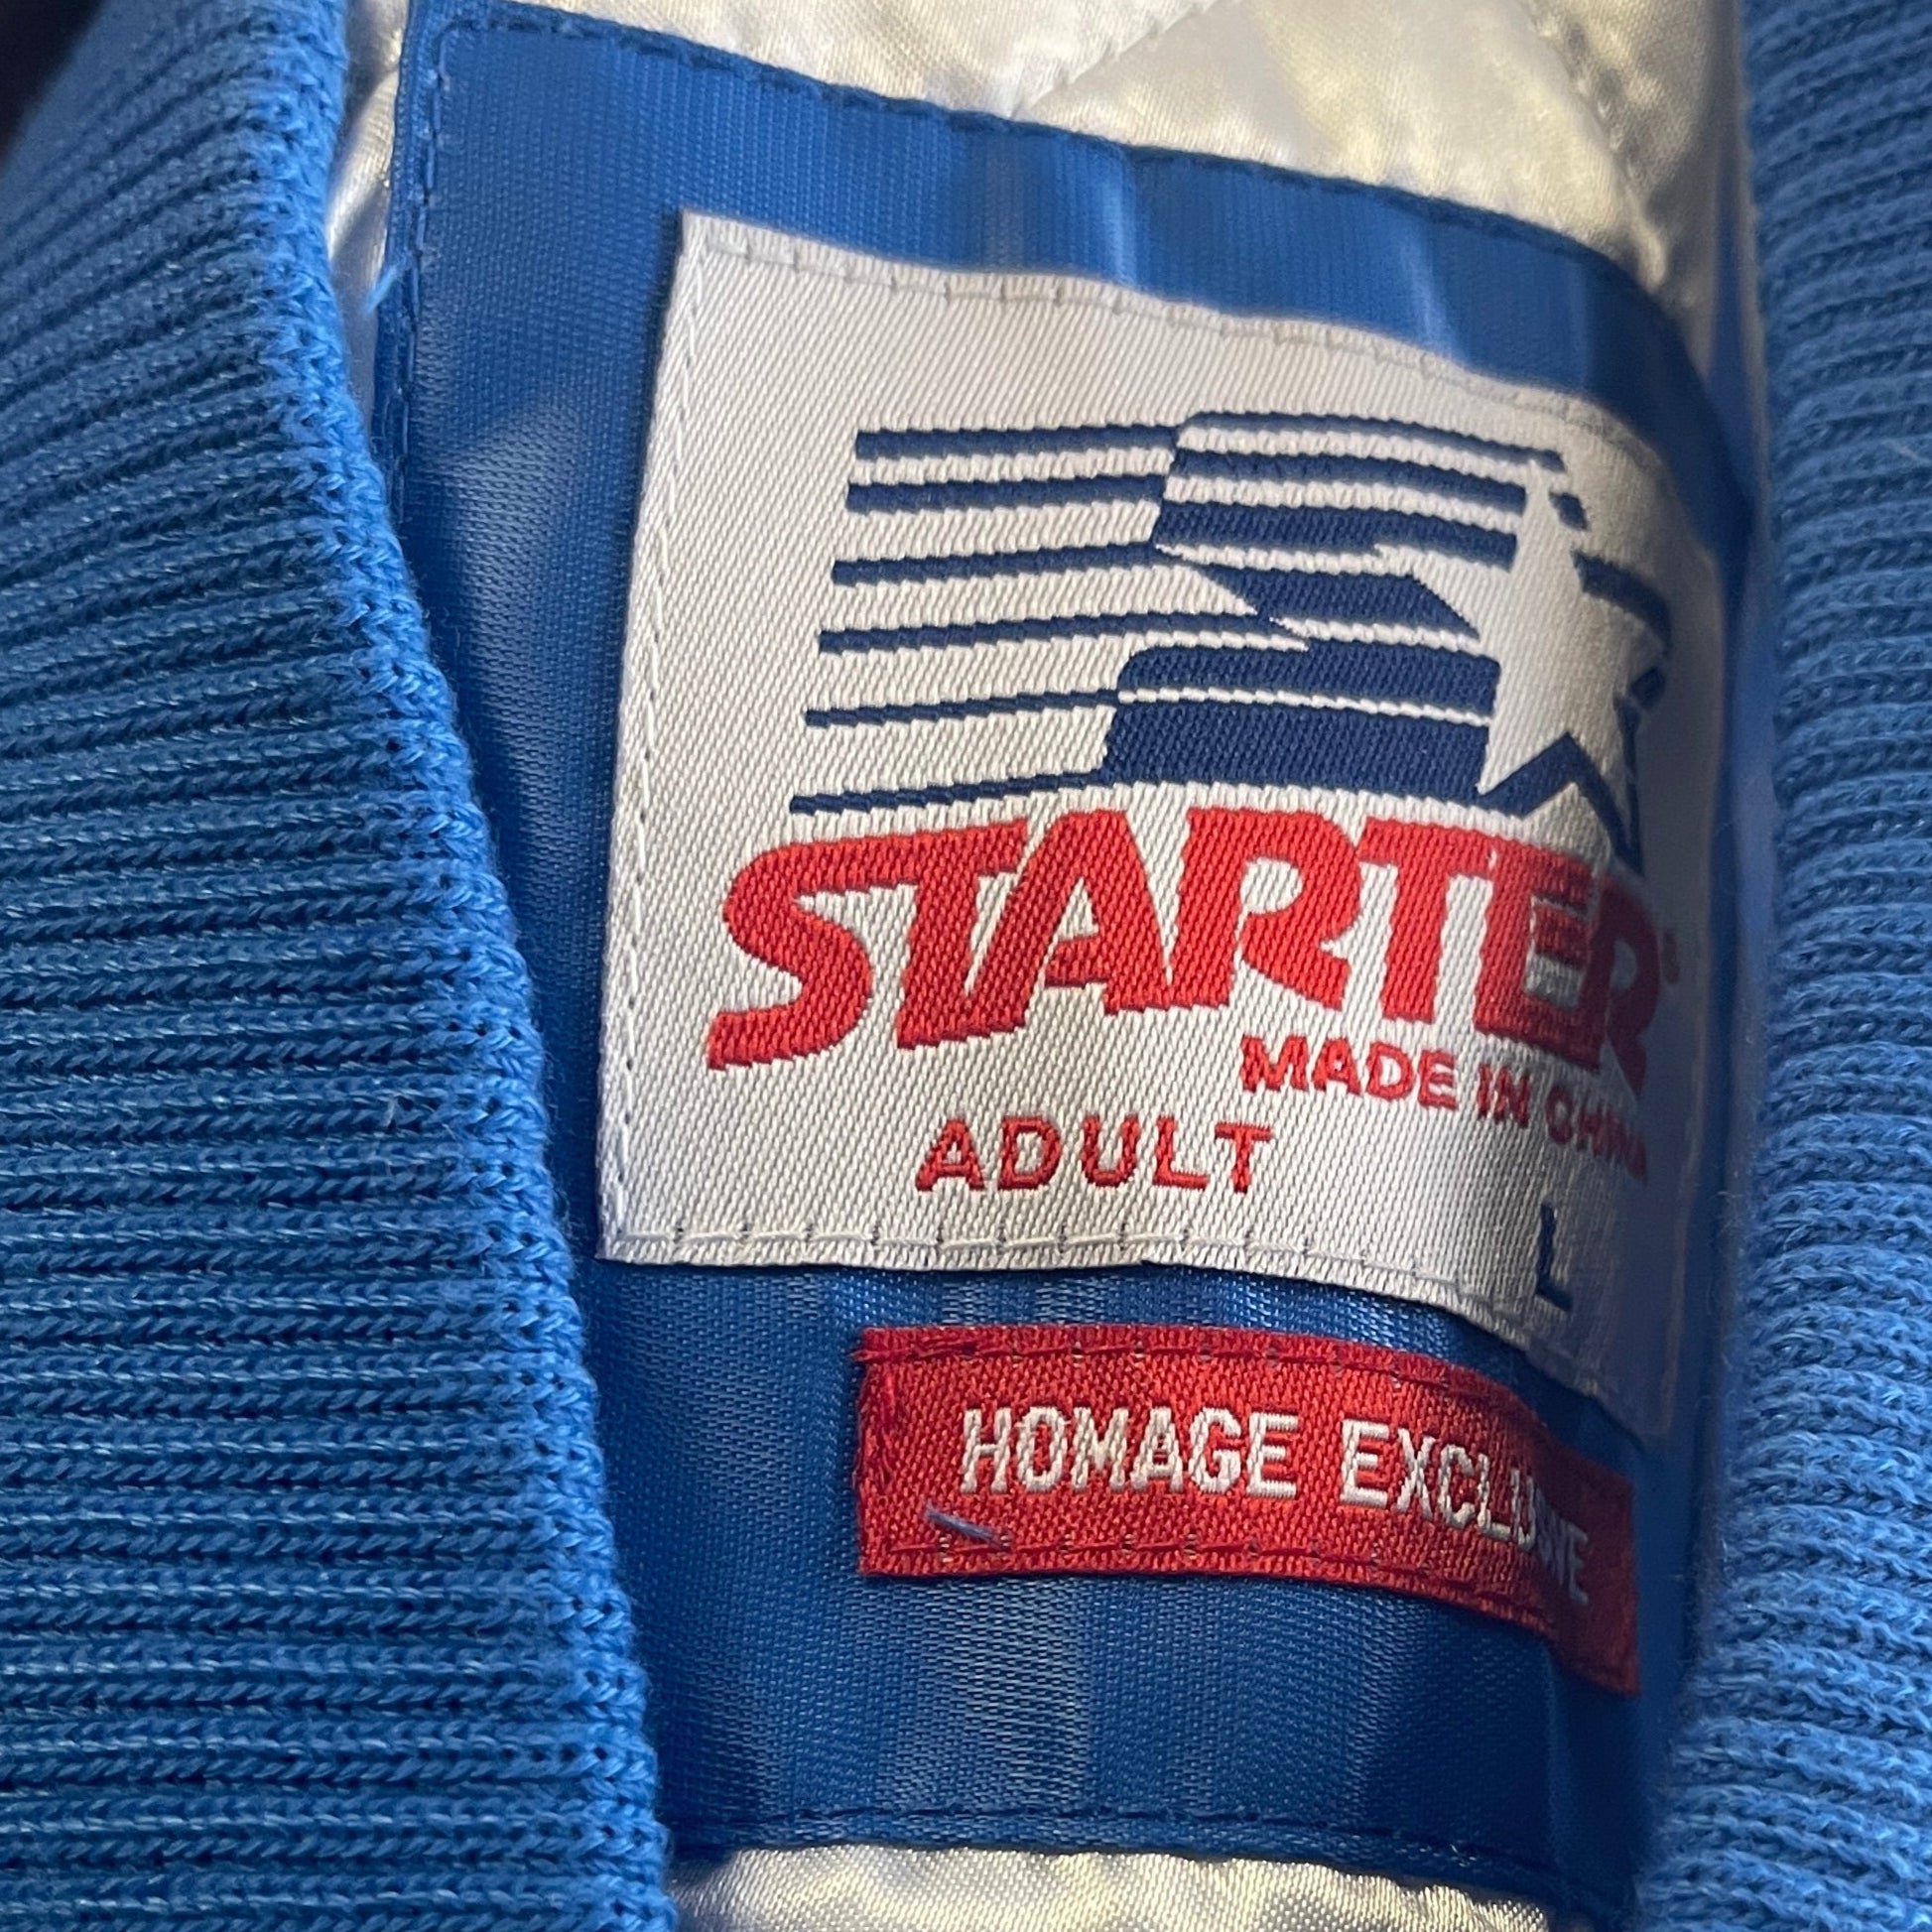 STARTER®
MADE IN CHINA
ADULT
L
HOMAGE EXCLUSIVE